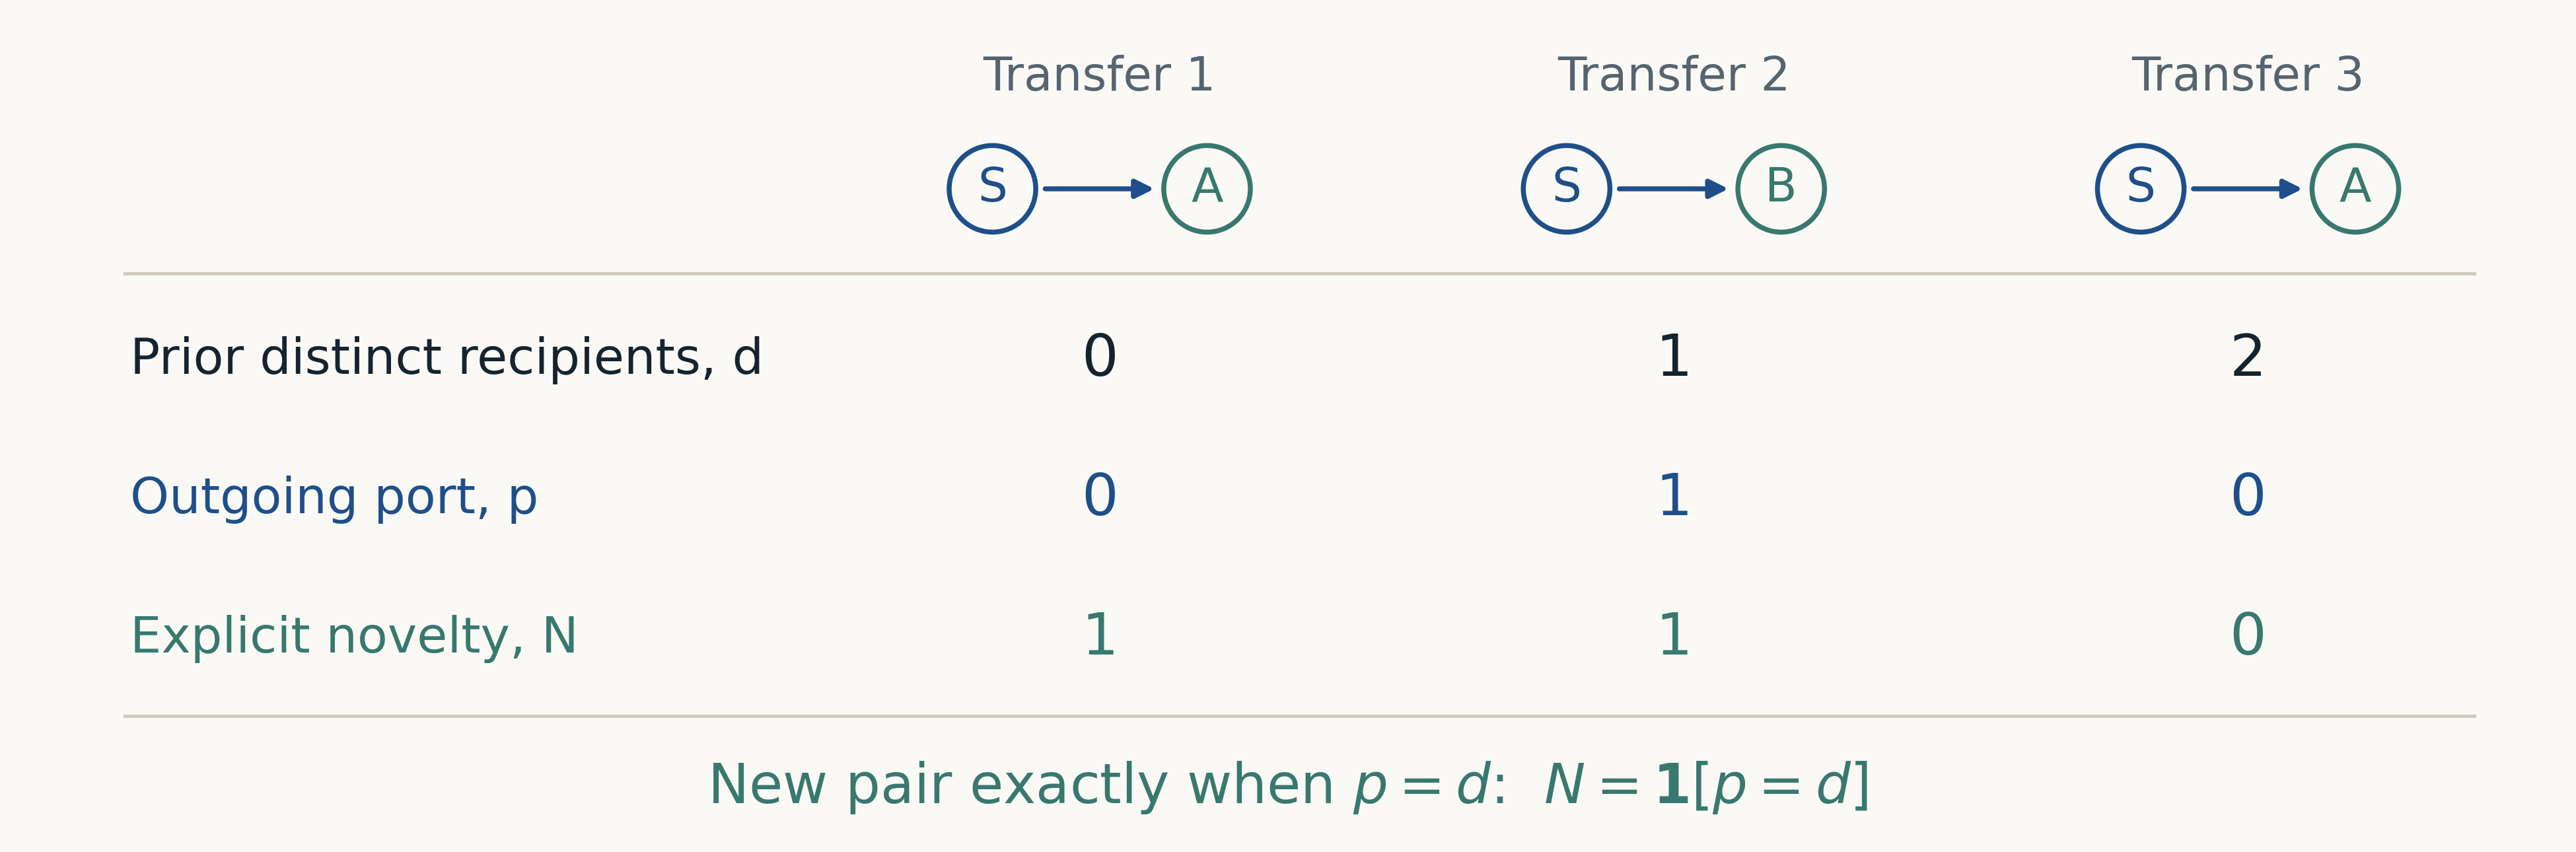 Transfer 1 Transfer 2 Transfer 3
S A S B S A
Prior distinct recipients, d 0 1 2
Outgoing port, p 0 1 0
Explicit novelty, N 1 1 0
New pair exactly when p = d: N = 1[p = d]